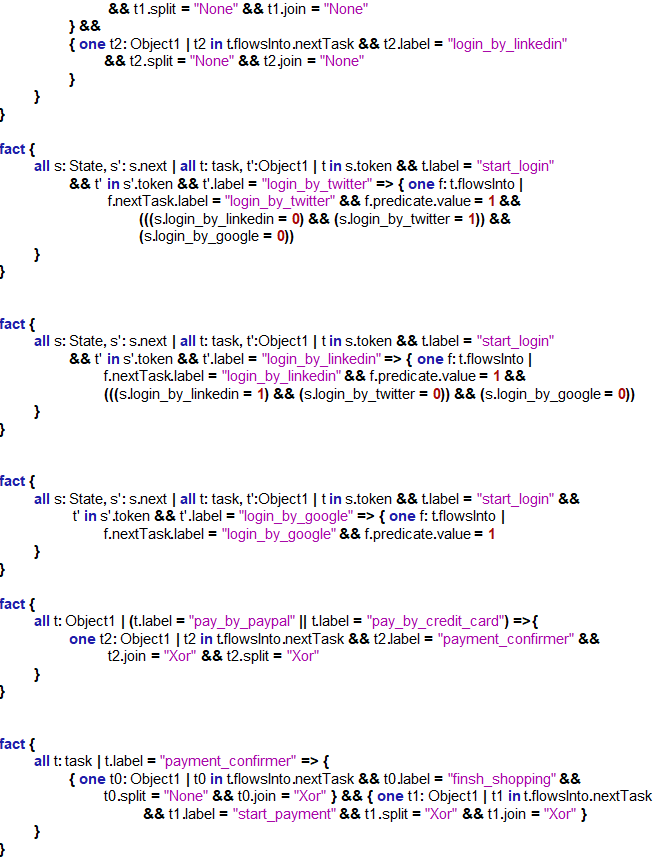 && t1.split = "None" && t1.join = "None"
} &&
{ one t2: Object1 | t2 in t.flowsInto.nextTask && t2.label = "login_by_linkedin"
&& t2.split = "None" && t2.join = "None"
}
}
}
fact {
all s: State, s': s.next | all t: task, t':Object1 | t in s.token && t.label = "start_login"
&& t' in s'.token && t'.label = "login_by_twitter" => { one f: t.flowsInto |
f.nextTask.label = "login_by_twitter" && f.predicate.value = 1 &&
(((s.login_by_linkedin = 0) && (s.login_by_twitter = 1)) &&
(s.login_by_google = 0))
}
}
fact {
all s: State, s': s.next | all t: task, t':Object1 | t in s.token && t.label = "start_login"
&& t' in s'.token && t'.label = "login_by_linkedin" => { one f: t.flowsInto |
f.nextTask.label = "login_by_linkedin" && f.predicate.value = 1 &&
(((s.login_by_linkedin = 1) && (s.login_by_twitter = 0)) && (s.login_by_google = 0))
}
}
fact {
all s: State, s': s.next | all t: task, t':Object1 | t in s.token && t.label = "start_login" &&
t' in s'.token && t'.label = "login_by_google" => { one f: t.flowsInto |
f.nextTask.label = "login_by_google" && f.predicate.value = 1
}
}
fact {
all t: Object1 | (t.label = "pay_by_paypal" || t.label = "pay_by_credit_card") =>{
one t2: Object1 | t2 in t.flowsInto.nextTask && t2.label = "payment_confirmer" &&
t2.join = "Xor" && t2.split = "Xor"
}
}
fact {
all t: task | t.label = "payment_confirmer" => {
{ one t0: Object1 | t0 in t.flowsInto.nextTask && t0.label = "finsh_shopping" &&
t0.split = "None" && t0.join = "Xor" } && { one t1: Object1 | t1 in t.flowsInto.nextTask
&& t1.label = "start_payment" && t1.split = "Xor" && t1.join = "Xor" }
}
}